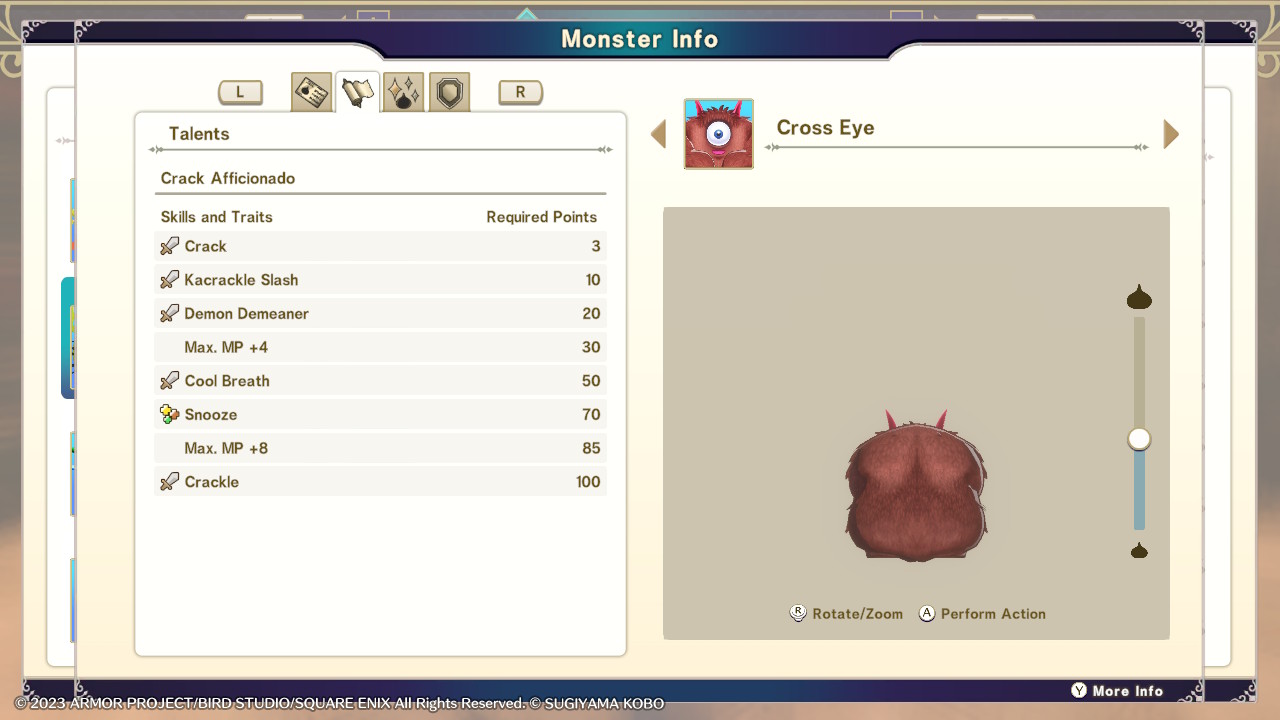 Monster Info
L
R
Talents
Crack Afficionado
Skills and Traits Required Points
Crack 3
Kacrackle Slash 10
Demon Demeaner 20
Max. MP +4 30
Cool Breath 50
Snooze 70
Max. MP +8 85
Crackle 100
Cross Eye
R Rotate/Zoom A Perform Action
Y More Info
© 2023 ARMOR PROJECT/BIRD STUDIO/SQUARE ENIX All Rights Reserved. © SUGIYAMA KOBO